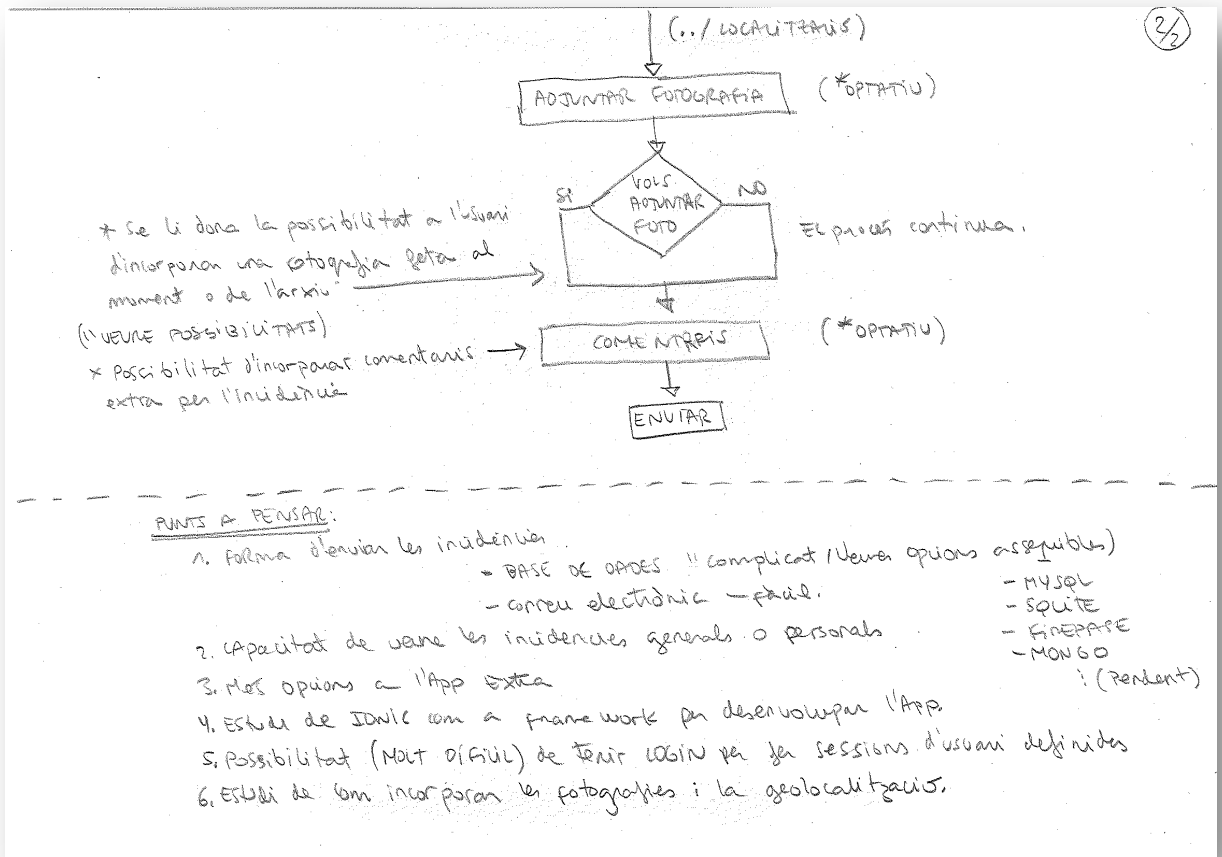 (../ LOCALITZALIS)
2/2
ADJUNTAR FOTOGRAFIA
(*OPTATIU)
VOLS
ADJUNTAR
FOTO
Si
NO
* Se li dona la possibilitat a l'usuari
d'incorporar una fotografia feta al
moment o de l'arxiu"
("VEURE POSSIBILITATS)
El procés continua.
COMENTARIS
(*OPTATIU)
* Possibilitat d'incorporar comentaris
extra per l'incidència
ENVIAR
PUNTS A PENSAR:
1. Forma d'enviar les incidències.
- BASE DE DADES "complicat / Veure opcions assequibles)
- MYSQL
- SQLITE
- FIREBASE
- MONGO
: (Pendent)
- Correu electrònic - fàcil.
2. Capacitat de veure les incidències generals o personals
3. Més opcions a l'App Extra
4. Estudi de IONIC com a framework per desenvolupar l'App.
5. Possibilitat (MOLT DIFÍCIL) de Tenir LOGIN per fer sessions d'usuari definides
6. Estudi de com incorporar les fotografies i la geolocalització.